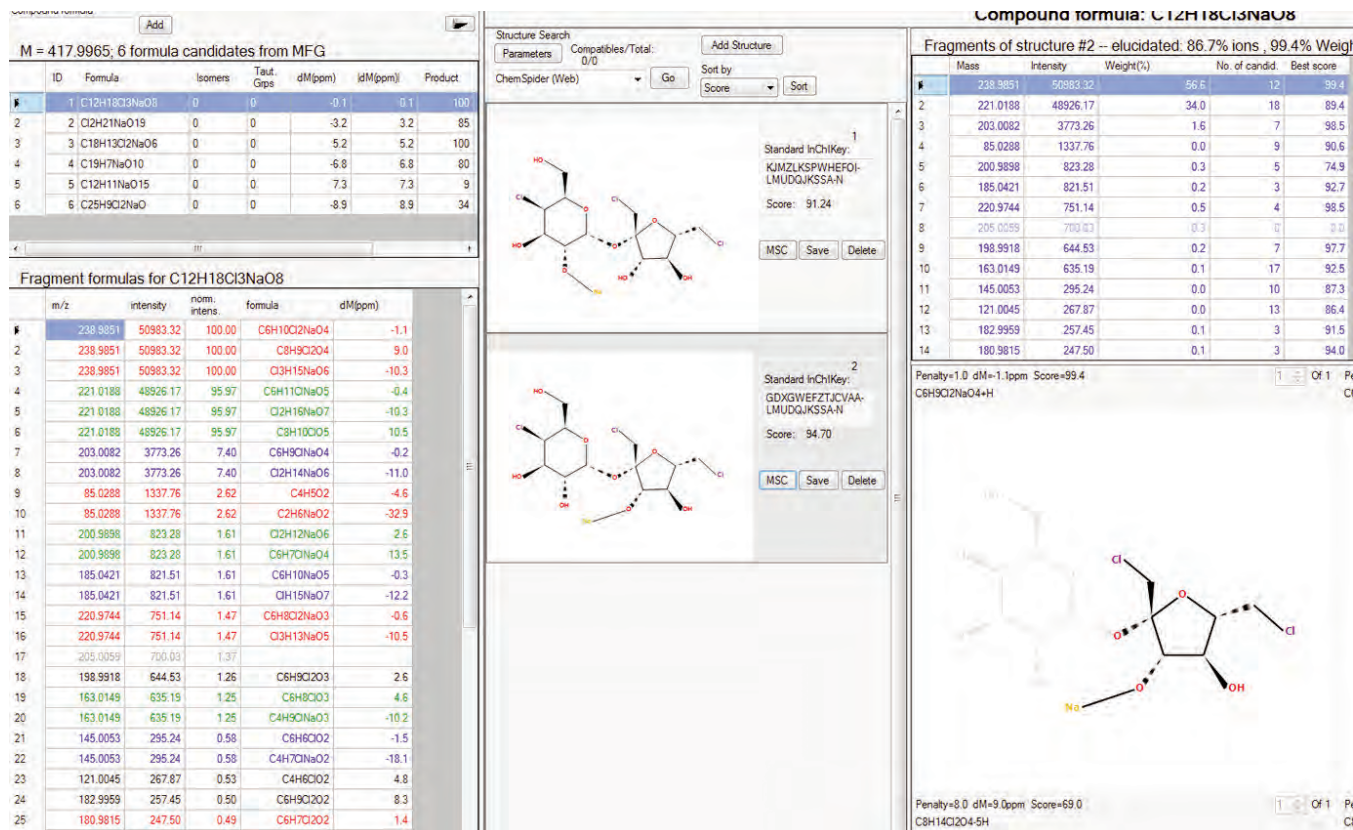 Compound formula
Add
M = 417.9965; 6 formula candidates from MFG
ID Formula Isomers Taut. Grps dM(ppm) |dM(ppm)| Product
1 C12H18Cl3NaO8 0 0 -0.1 0.1 100
2 2 Cl2H21NaO19 0 0 -3.2 3.2 85
3 3 C18H13Cl2NaO6 0 0 5.2 5.2 100
4 4 C19H7NaO10 0 0 -6.8 6.8 80
5 5 C12H11NaO15 0 0 7.3 7.3 9
6 6 C25H9Cl2NaO 0 0 -8.9 8.9 34
Fragment formulas for C12H18Cl3NaO8
m/z intensity norm. intens. formula dM(ppm)
238.9851 50983.32 100.00 C6H10Cl2NaO4 -1.1
2 238.9851 50983.32 100.00 C8H9Cl2O4 9.0
3 238.9851 50983.32 100.00 Cl3H15NaO6 -10.3
4 221.0188 48926.17 95.97 C6H11ClNaO5 -0.4
5 221.0188 48926.17 95.97 Cl2H16NaO7 -10.3
6 221.0188 48926.17 95.97 C8H10ClO5 10.5
7 203.0082 3773.26 7.40 C6H9ClNaO4 -0.2
8 203.0082 3773.26 7.40 Cl2H14NaO6 -11.0
9 85.0288 1337.76 2.62 C4H5O2 -4.6
10 85.0288 1337.76 2.62 C2H6NaO2 -32.9
11 200.9898 823.28 1.61 Cl2H12NaO6 2.6
12 200.9898 823.28 1.61 C6H7ClNaO4 13.5
13 185.0421 821.51 1.61 C6H10NaO5 -0.3
14 185.0421 821.51 1.61 ClH15NaO7 -12.2
15 220.9744 751.14 1.47 C6H8Cl2NaO3 -0.6
16 220.9744 751.14 1.47 Cl3H13NaO5 -10.5
17 205.0059 700.03 1.37
18 198.9918 644.53 1.26 C6H9Cl2O3 2.6
19 163.0149 635.19 1.25 C6H8ClO3 4.6
20 163.0149 635.19 1.25 C4H9ClNaO3 -10.2
21 145.0053 295.24 0.58 C6H6ClO2 -1.5
22 145.0053 295.24 0.58 C4H7ClNaO2 -18.1
23 121.0045 267.87 0.53 C4H6ClO2 4.8
24 182.9959 257.45 0.50 C6H9Cl2O2 8.3
25 180.9815 247.50 0.49 C6H7Cl2O2 1.4
Structure Search
Parameters Compatibles/Total: 0/0 Add Structure
ChemSpider (Web) Go Sort by Score Sort
1
Standard InChIKey:
KJMZLKSPWHEFOI-
LMUDQJKSSA-N
Score: 91.24
MSC Save Delete
HO Cl O Cl O Cl HO O O HO OH Na
2
Standard InChIKey:
GDXGWEFZTJCVAA-
LMUDQJKSSA-N
Score: 94.70
MSC Save Delete
HO Cl O Cl O Cl HO O OH O OH Na
Compound formula: C12H18Cl3NaO8
Fragments of structure #2 -- elucidated: 86.7% ions , 99.4% Weigh
Mass Intensity Weight(%) No. of candid. Best score
238.9851 50983.32 56.6 12 99.4
2 221.0188 48926.17 34.0 18 89.4
3 203.0082 3773.26 1.6 7 98.5
4 85.0288 1337.76 0.0 9 90.6
5 200.9898 823.28 0.3 5 74.9
6 185.0421 821.51 0.2 3 92.7
7 220.9744 751.14 0.5 4 98.5
8 205.0059 700.03 0.3 0 0.0
9 198.9918 644.53 0.2 7 97.7
10 163.0149 635.19 0.1 17 92.5
11 145.0053 295.24 0.0 10 87.3
12 121.0045 267.87 0.0 13 86.4
13 182.9959 257.45 0.1 3 91.5
14 180.9815 247.50 0.1 3 94.0
Penalty=1.0 dM=-1.1ppm Score=99.4 1 Of 1 Pe
C6H9Cl2NaO4+H
Cl O Cl O O OH Na
Penalty=8.0 dM=9.0ppm Score=69.0 1 Of 1 Pe
C8H14Cl2O4-5H